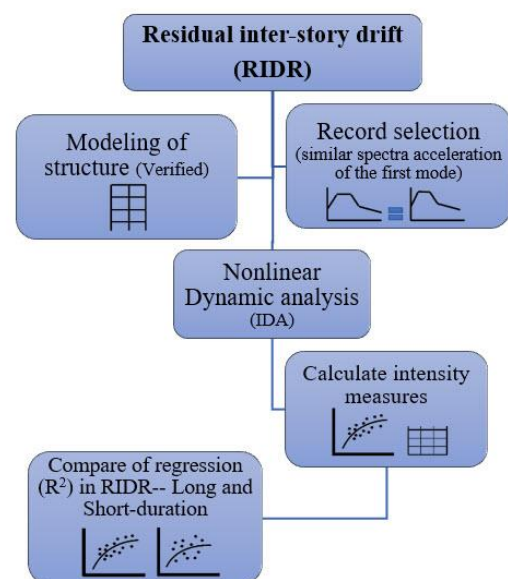 Residual inter-story drift
(RIDR)
Modeling of
structure (Verified)
Record selection
(similar spectra acceleration
of the first mode)
Nonlinear
Dynamic analysis
(IDA)
Calculate intensity
measures
Compare of regression
(R²) in RIDR-- Long and
Short-duration